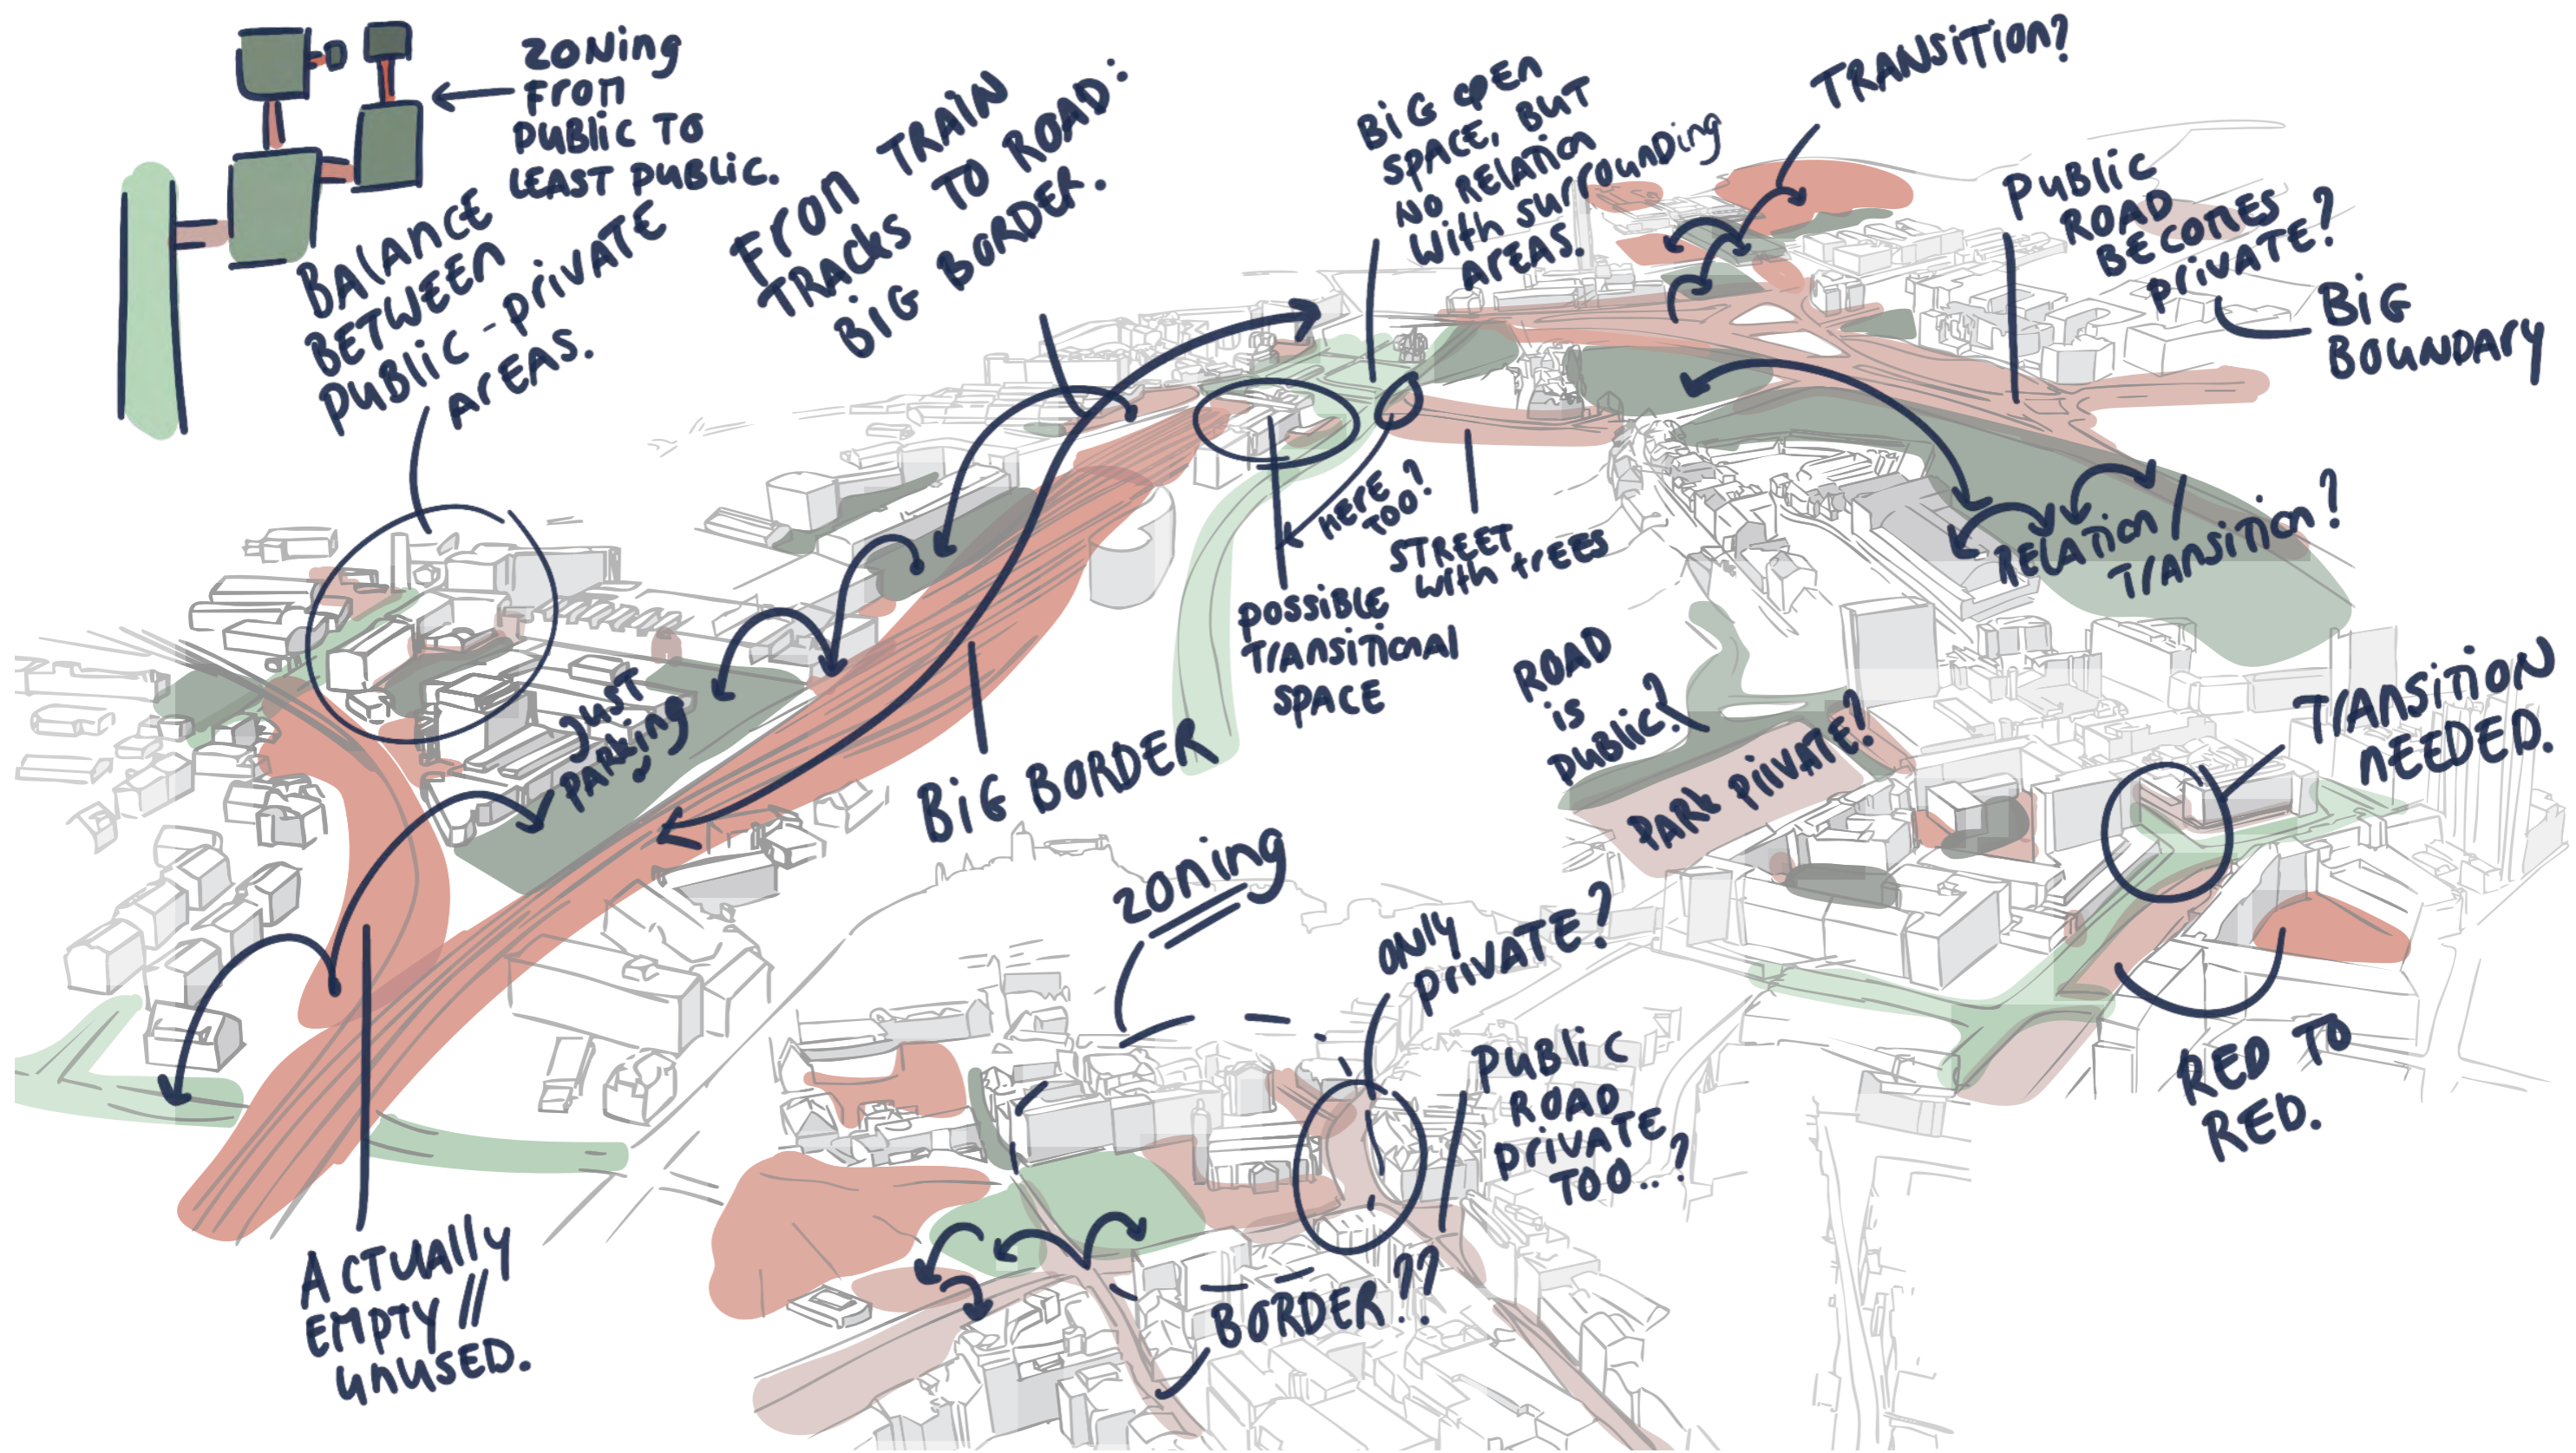 ZONING
FROM
PUBLIC TO
LEAST PUBLIC.
BALANCE
BETWEEN
PUBLIC - PRIVATE
AREAS.
FROM TRAIN
TRACKS TO ROAD:
BIG BORDER.
BIG OPEN
SPACE, BUT
NO RELATION
WITH SURROUNDING
AREAS.
TRANSITION?
PUBLIC
ROAD
BECOMES
PRIVATE?
BIG
BOUNDARY
HERE
TOO?
STREET
WITH TREES
POSSIBLE
TRANSITIONAL
SPACE
RELATION /
TRANSITION?
JUST
PARKING
BIG BORDER
ROAD
IS
PUBLIC?
PARK PIIVATE?
TRANSITION
NEEDED.
ZONING
ONLY
PRIVATE?
PUBLIC
ROAD
PRIVATE
TOO..?
RED TO
RED.
BORDER??
ACTUALLY
EMPTY //
UNUSED.